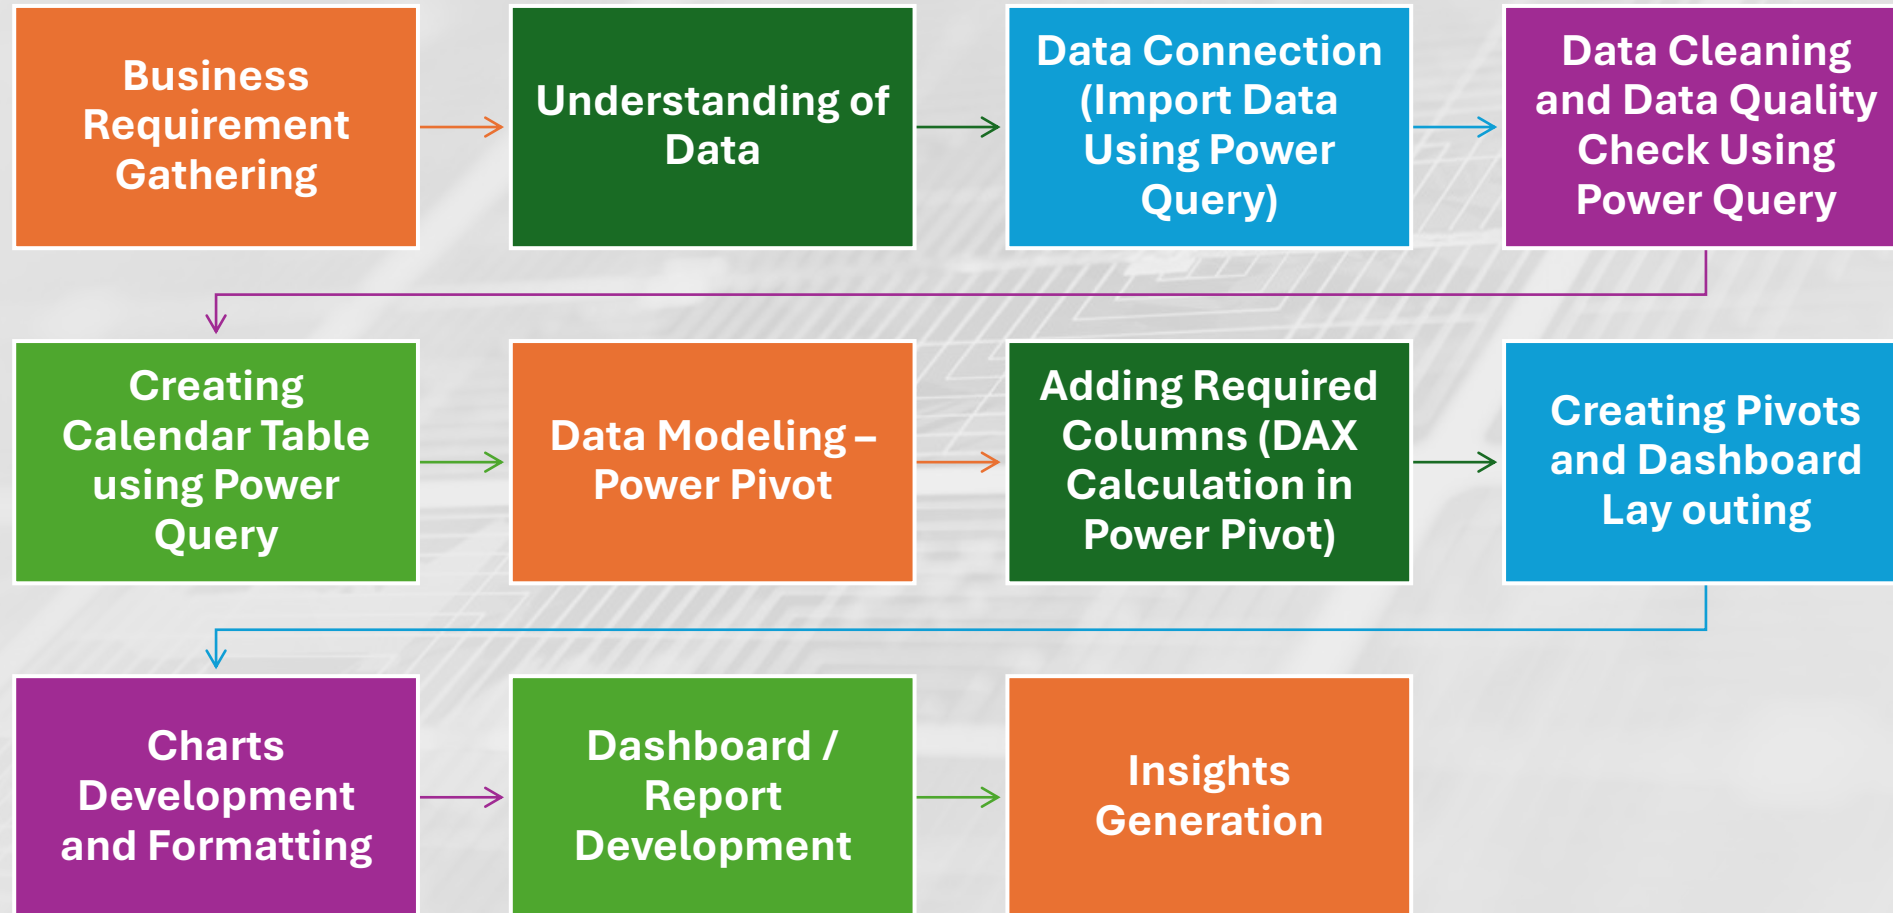 Business
Requirement
Gathering
Understanding of
Data
Data Connection
(Import Data
Using Power
Query)
Data Cleaning
and Data Quality
Check Using
Power Query
Creating
Calendar Table
using Power
Query
Data Modeling –
Power Pivot
Adding Required
Columns (DAX
Calculation in
Power Pivot)
Creating Pivots
and Dashboard
Lay outing
Charts
Development
and Formatting
Dashboard /
Report
Development
Insights
Generation